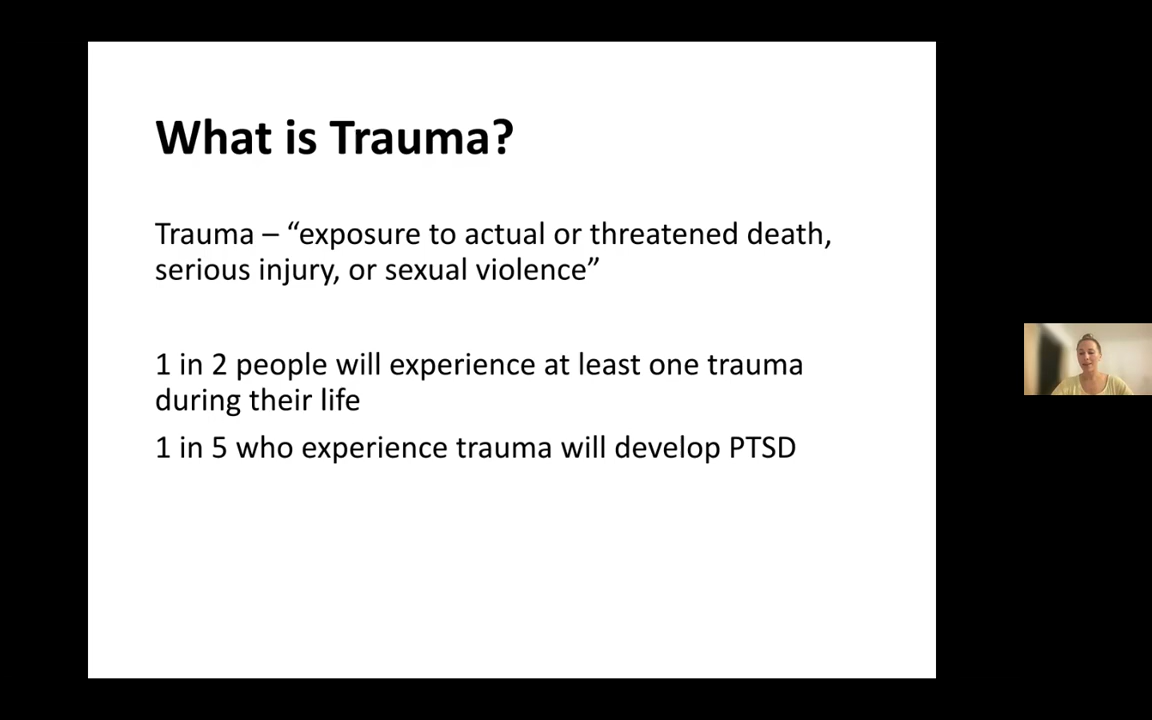 What is Trauma?
Trauma – “exposure to actual or threatened death,
serious injury, or sexual violence”
1 in 2 people will experience at least one trauma
during their life
1 in 5 who experience trauma will develop PTSD